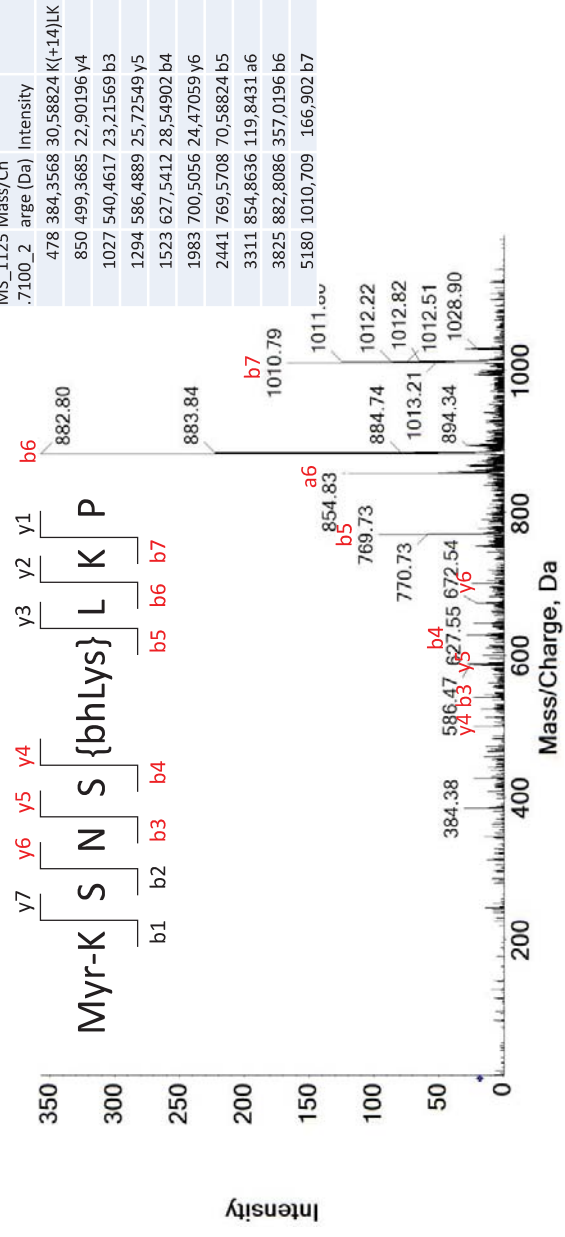 MS_1125 Mass/Ch
.7100_2 arge (Da) Intensity
478 384,3568 30,58824 K(+14)LK
850 499,3685 22,90196 y4
1027 540,4617 23,21569 b3
1294 586,4889 25,72549 y5
1523 627,5412 28,54902 b4
1983 700,5056 24,47059 y6
2441 769,5708 70,58824 b5
3311 854,8636 119,8431 a6
3825 882,8086 357,0196 b6
5180 1010,709 166,902 b7
y7 y6 y5 y4 y3 y2 y1
Myr-K S N S {bhLys} L K P
b1 b2 b3 b4 b5 b6 b7
Intensity
350
300
250
200
150
100
50
0
384.38
y4
586.47
b3
y5
b4
627.55
y6
672.54
b5
769.73
770.73
a6
854.83
b6
882.80
883.84
884.74
894.34
b7
1010.79
1012.22
1012.82
1012.51
1013.21
1028.90
200 400 600 800 1000
Mass/Charge, Da